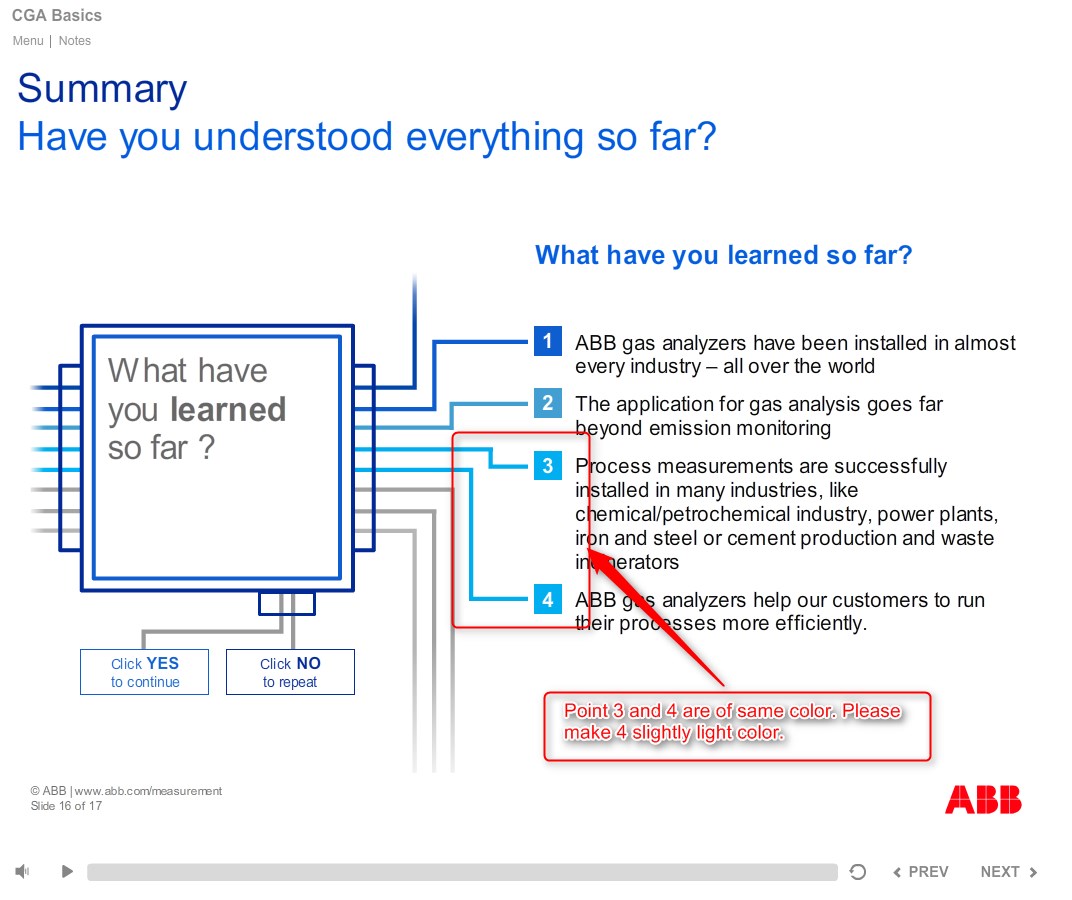 CGA Basics
Menu | Notes
Summary
Have you understood everything so far?
What have you learned so far?
What have
you learned
so far ?
1 ABB gas analyzers have been installed in almost
every industry – all over the world
2 The application for gas analysis goes far
beyond emission monitoring
3 Process measurements are successfully
installed in many industries, like
chemical/petrochemical industry, power plants,
iron and steel or cement production and waste
incinerators
4 ABB gas analyzers help our customers to run
their processes more efficiently.
Click YES
to continue
Click NO
to repeat
Point 3 and 4 are of same color. Please
make 4 slightly light color.
© ABB | www.abb.com/measurement
Slide 16 of 17
ABB
PREV NEXT